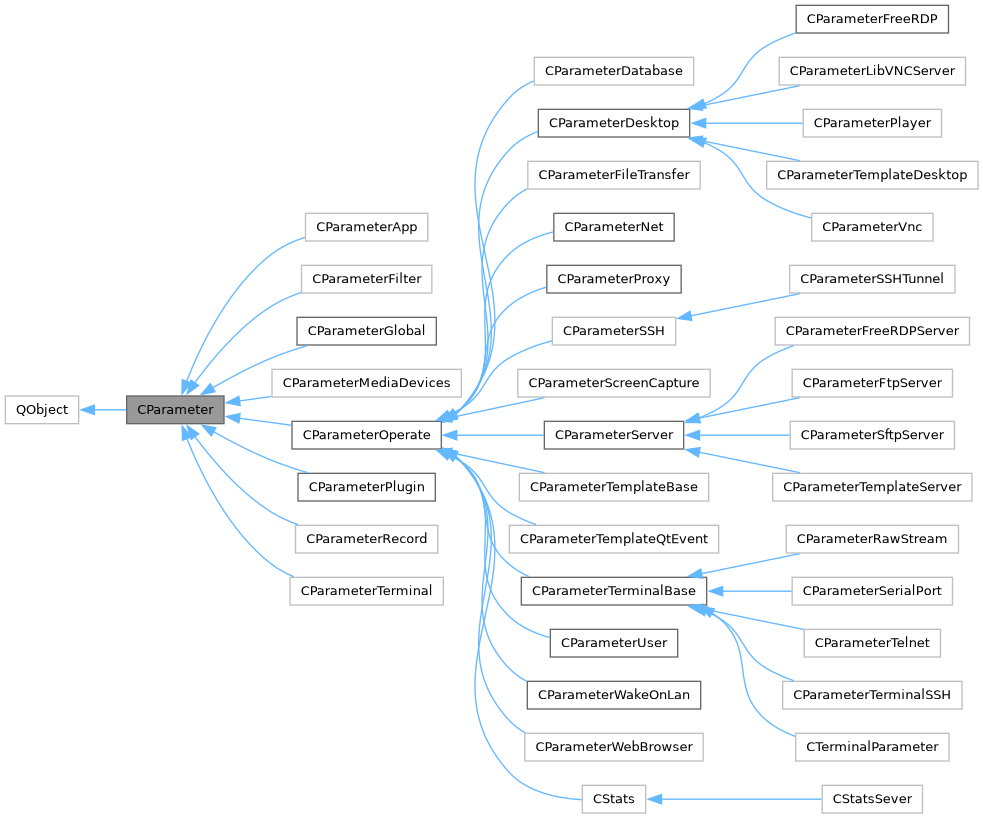 QObject
CParameter
CParameterApp
CParameterFilter
CParameterGlobal
CParameterMediaDevices
CParameterOperate
CParameterPlugin
CParameterRecord
CParameterTerminal
CParameterDatabase
CParameterDesktop
CParameterFileTransfer
CParameterNet
CParameterProxy
CParameterSSH
CParameterScreenCapture
CParameterServer
CParameterTemplateBase
CParameterTemplateQtEvent
CParameterTerminalBase
CParameterUser
CParameterWakeOnLan
CParameterWebBrowser
CStats
CParameterFreeRDP
CParameterLibVNCServer
CParameterPlayer
CParameterTemplateDesktop
CParameterVnc
CParameterSSHTunnel
CParameterFreeRDPServer
CParameterFtpServer
CParameterSftpServer
CParameterTemplateServer
CParameterRawStream
CParameterSerialPort
CParameterTelnet
CParameterTerminalSSH
CTerminalParameter
CStatsSever